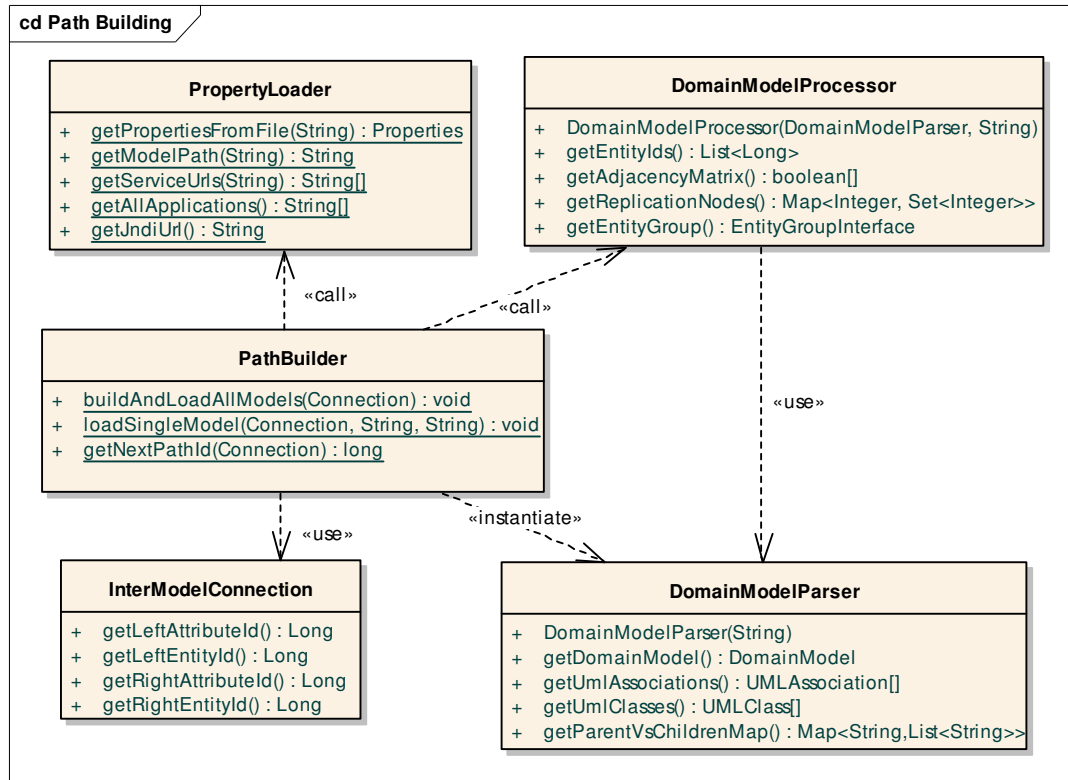 cd Path Building
PropertyLoader
+ getPropertiesFromFile(String) : Properties
+ getModelPath(String) : String
+ getServiceUrls(String) : String[]
+ getAllApplications() : String[]
+ getJndiUrl() : String
DomainModelProcessor
+ DomainModelProcessor(DomainModelParser, String)
+ getEntityIds() : List<Long>
+ getAdjacencyMatrix() : boolean[]
+ getReplicationNodes() : Map<Integer, Set<Integer>>
+ getEntityGroup() : EntityGroupInterface
«call»
«call»
PathBuilder
+ buildAndLoadAllModels(Connection) : void
+ loadSingleModel(Connection, String, String) : void
+ getNextPathId(Connection) : long
«use»
«instantiate»
«use»
InterModelConnection
+ getLeftAttributeId() : Long
+ getLeftEntityId() : Long
+ getRightAttributeId() : Long
+ getRightEntityId() : Long
DomainModelParser
+ DomainModelParser(String)
+ getDomainModel() : DomainModel
+ getUmlAssociations() : UMLAssociation[]
+ getUmlClasses() : UMLClass[]
+ getParentVsChildrenMap() : Map<String,List<String>>